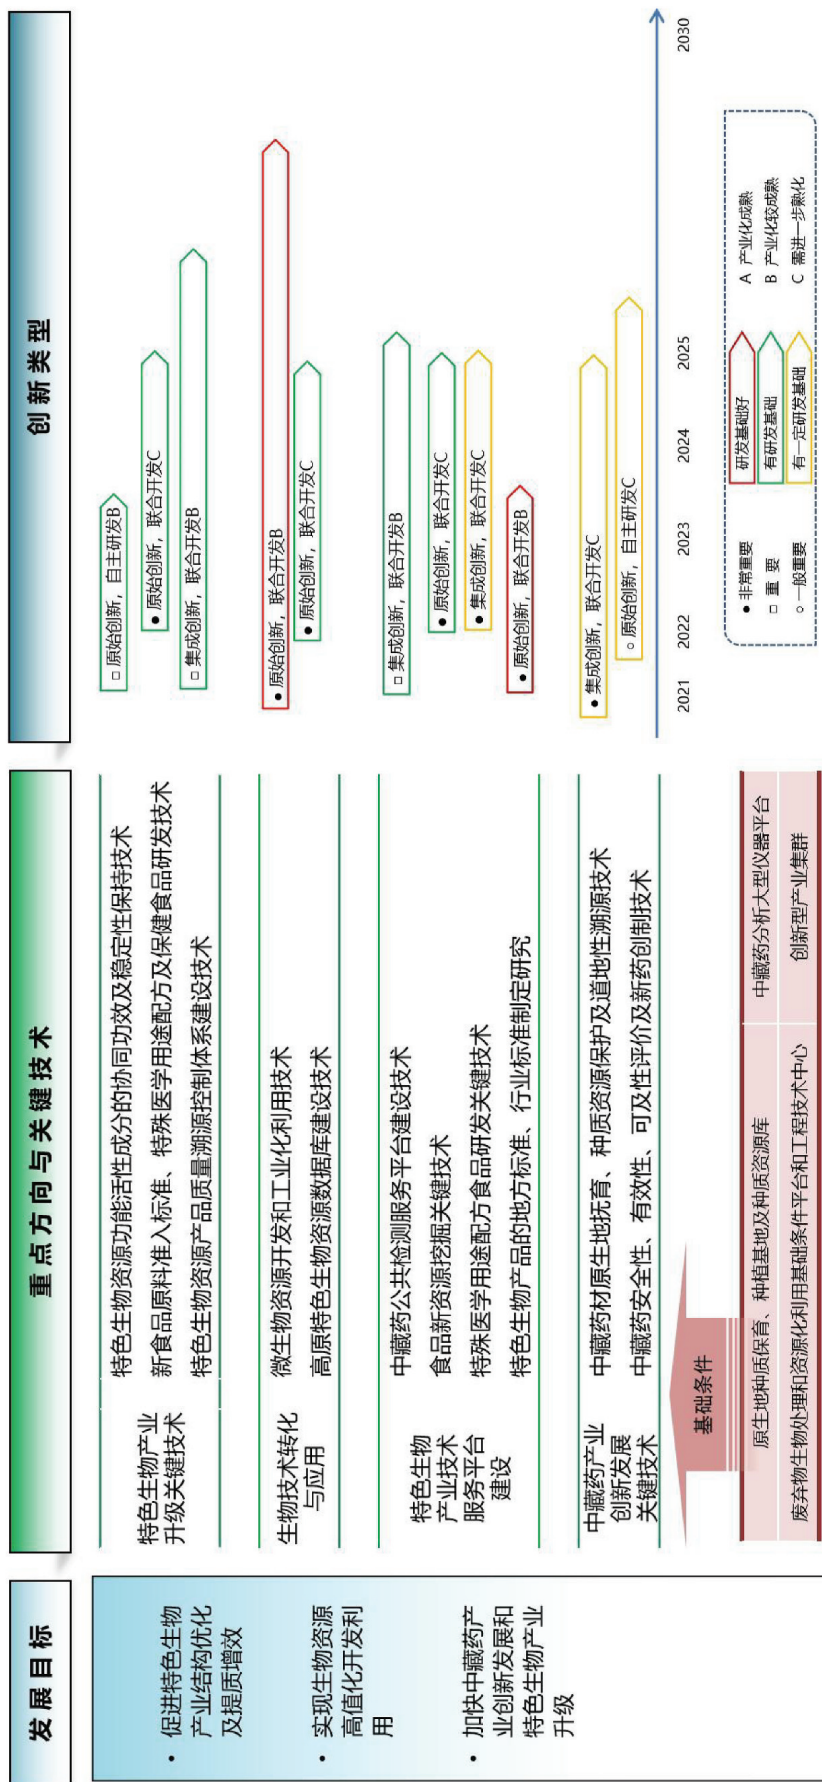 发展目标
• 促进特色生物
产业结构优化
及提质增效
• 实现生物资源
高值化开发利
用
• 加快中藏药产
业创新发展和
特色生物产业
升级
重点方向与关键技术
特色生物产业
升级关键技术
特色生物资源功能活性成分的协同功效及稳定性保持技术
新食品原料准入标准、特殊医学用途配方及保健食品研发技术
特色生物资源产品质量溯源控制体系建设技术
生物技术转化
与应用
微生物资源开发和工业化利用技术
高原特色生物资源数据库建设技术
特色生物
产业技术
服务平台
建设
中藏药公共检测服务平台建设技术
食品新资源挖掘关键技术
特殊医学用途配方食品研发关键技术
特色生物产品的地方标准、行业标准制定研究
中藏药产业
创新发展
关键技术
中藏药材原生地抚育、种质资源保护及道地性溯源技术
中藏药安全性、有效性、可及性评价及新药创制技术
基础条件
原生地种质保育、种植基地及种质资源库
中藏药分析大型仪器平台
废弃物生物处理和资源化利用基础条件平台和工程技术中心
创新型产业集群
创新类型
□ 原始创新，自主研发B
● 原始创新，联合开发C
□ 集成创新，联合开发B
● 原始创新，联合开发B
● 原始创新，联合开发C
□ 集成创新，联合开发B
● 原始创新，联合开发C
● 集成创新，联合开发C
● 原始创新，联合开发B
● 集成创新，联合开发C
○ 原始创新，自主研发C
2021 2022 2023 2024 2025 2030
● 非常重要 研发基础好 A 产业化成熟
□ 重 要 有研发基础 B 产业化较成熟
○ 一般重要 有一定研发基础 C 需进一步熟化